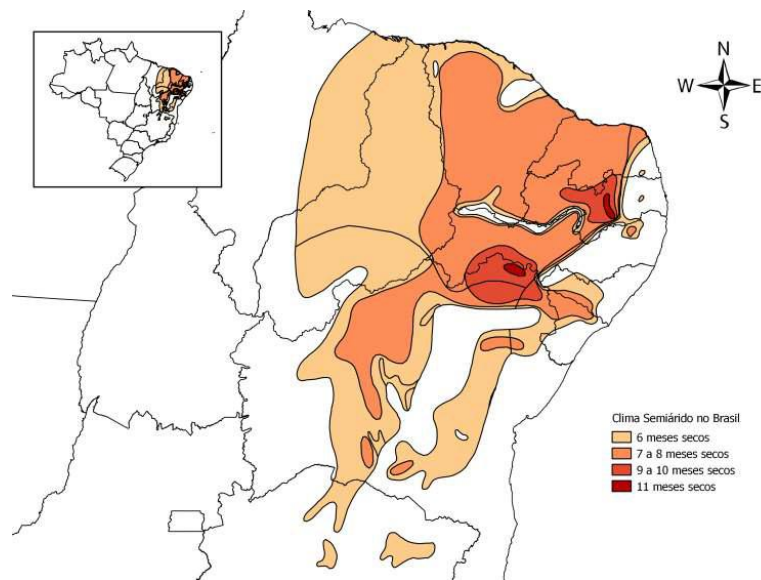 N
W E
S
Clima Semiárido no Brasil
6 meses secos
7 a 8 meses secos
9 a 10 meses secos
11 meses secos